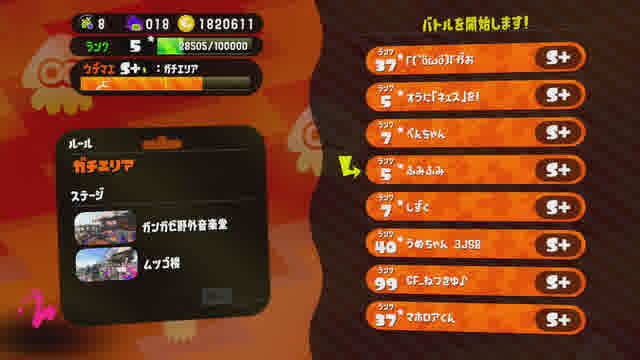 8
018
1820611
ランク 5* 28505/100000
ウデマエ S+ : ガチエリア
ルール
ガチエリア
ステージ
ガンガゼ野外音楽堂
ムツゴ楼
バトルを開始します!
ランク 37* S+
ランク 5* オラに「ネェス」を! S+
ランク 7* べんちゃん S+
ランク 5* ふみふみ S+
ランク 7* しずく S+
ランク 40* うめちゃん 3JSB S+
ランク 99* GF_ねつきゆ♪ S+
ランク 37* マホロアくん S+